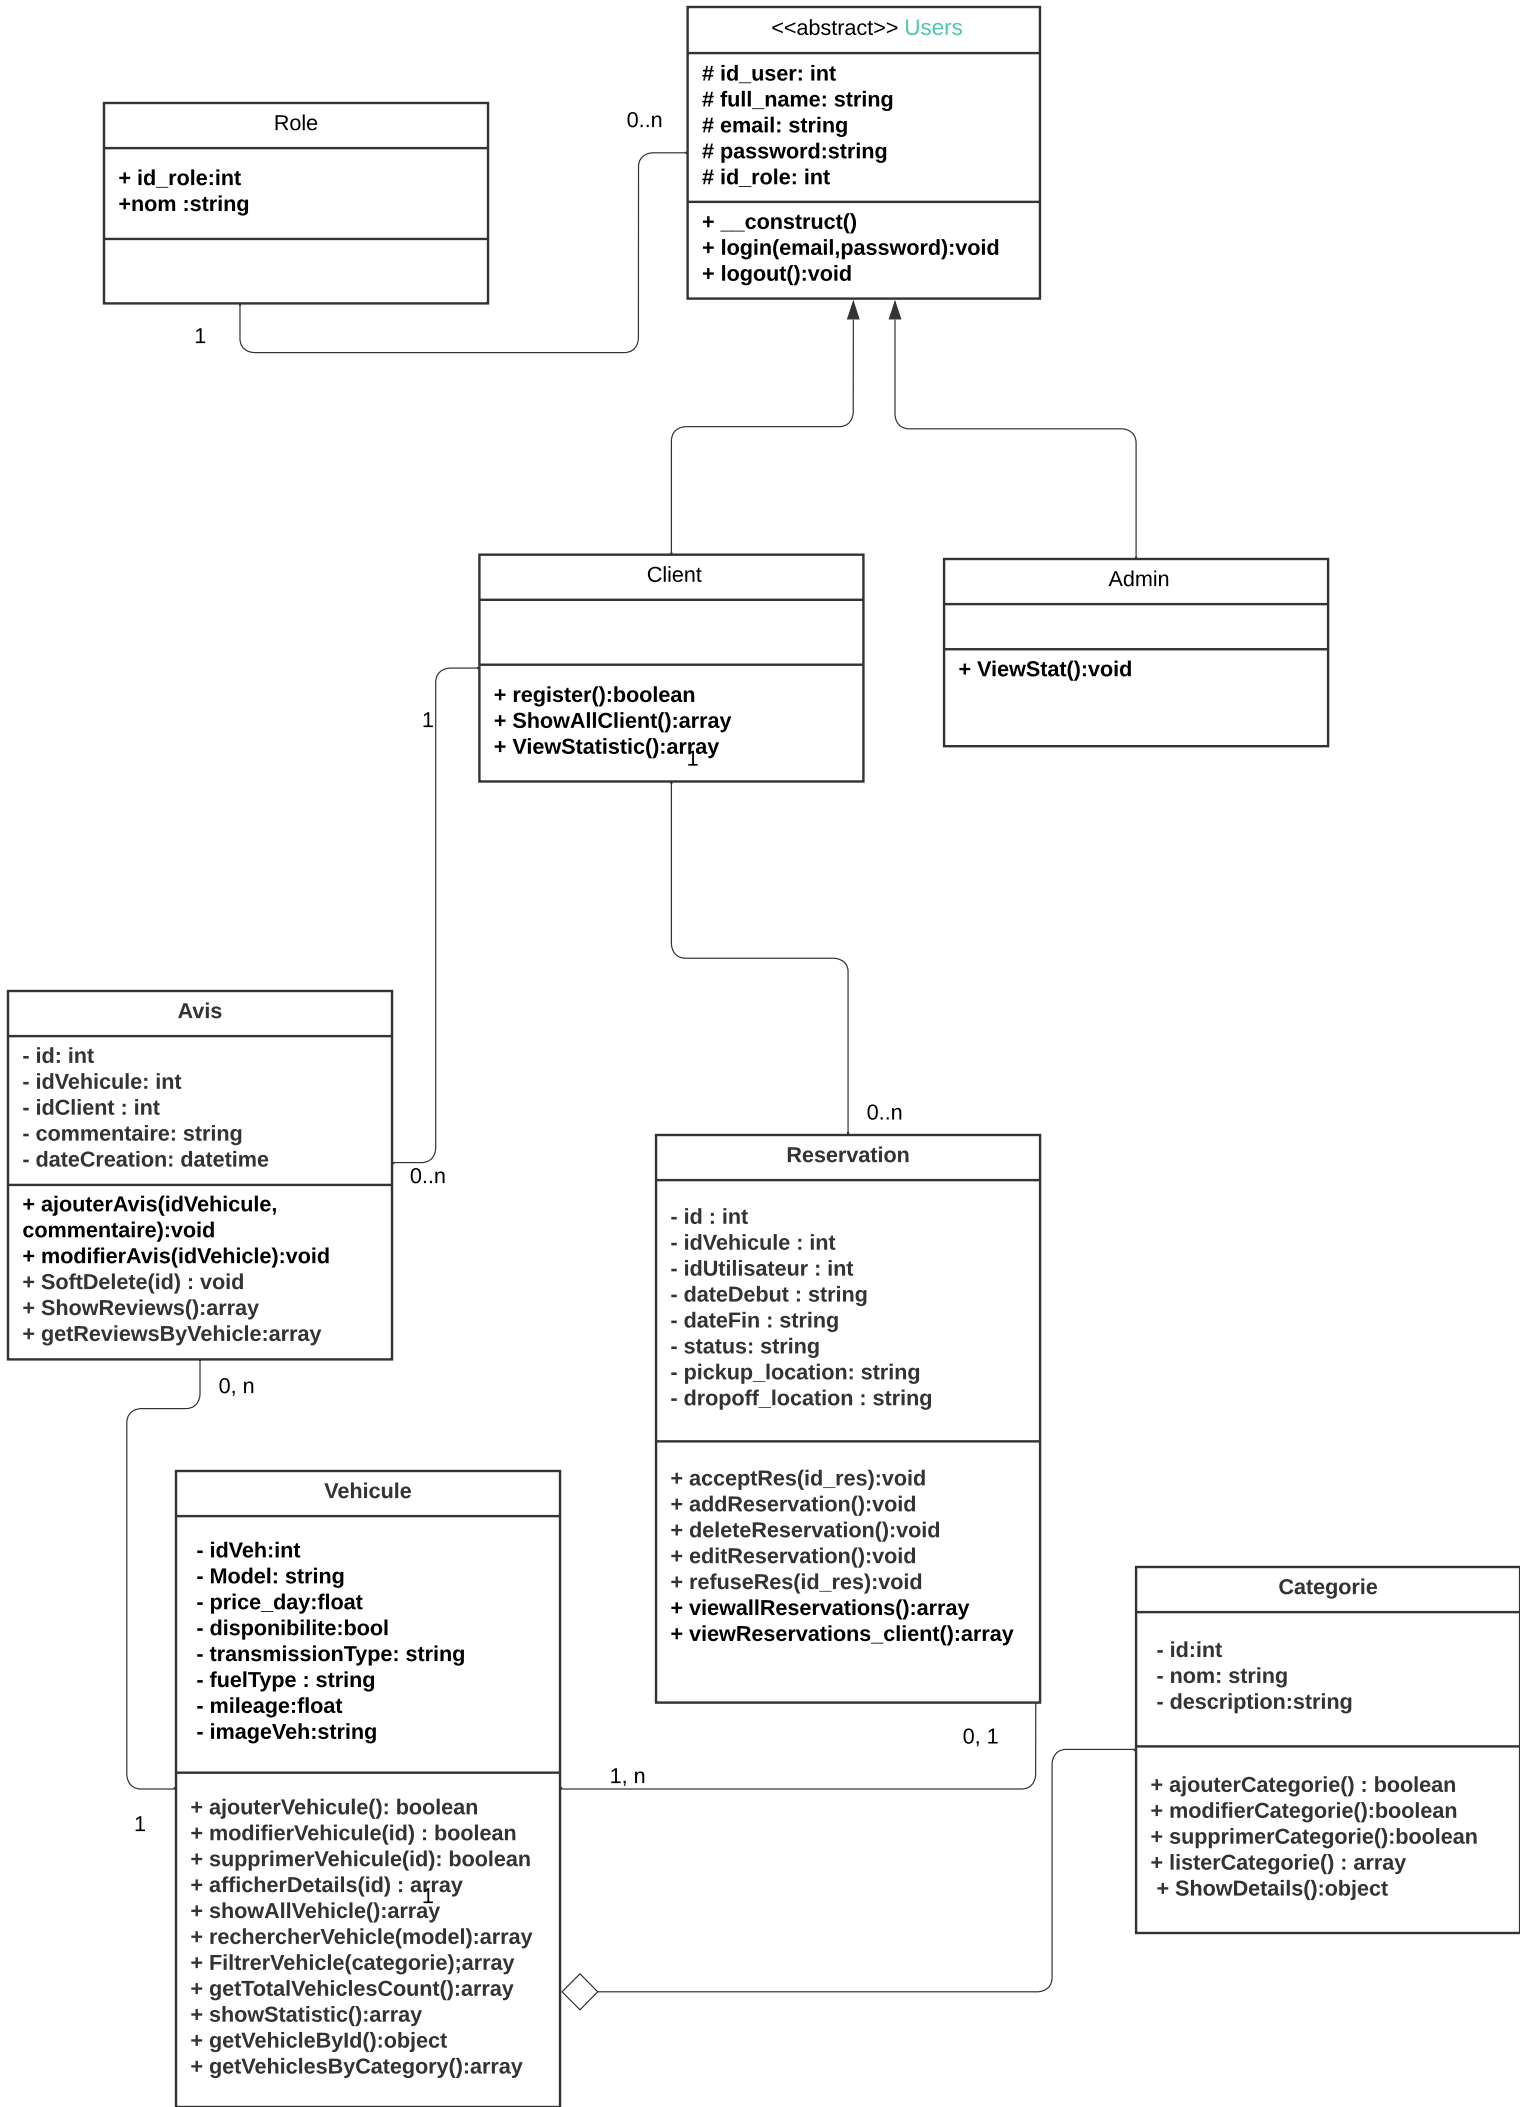 <<abstract>> Users
# id_user: int
# full_name: string
# email: string
# password:string
# id_role: int
+ __construct()
+ login(email,password):void
+ logout():void
Role
+ id_role:int
+nom :string
0..n
1
Client
+ register():boolean
+ ShowAllClient():array
+ ViewStatistic():array
1
1
Admin
+ ViewStat():void
Avis
- id: int
- idVehicule: int
- idClient : int
- commentaire: string
- dateCreation: datetime
+ ajouterAvis(idVehicule,
commentaire):void
+ modifierAvis(idVehicle):void
+ SoftDelete(id) : void
+ ShowReviews():array
+ getReviewsByVehicle:array
0..n
0, n
0..n
Reservation
- id : int
- idVehicule : int
- idUtilisateur : int
- dateDebut : string
- dateFin : string
- status: string
- pickup_location: string
- dropoff_location : string
+ acceptRes(id_res):void
+ addReservation():void
+ deleteReservation():void
+ editReservation():void
+ refuseRes(id_res):void
+ viewallReservations():array
+ viewReservations_client():array
0, 1
1, n
Vehicule
- idVeh:int
- Model: string
- price_day:float
- disponibilite:bool
- transmissionType: string
- fuelType : string
- mileage:float
- imageVeh:string
1
+ ajouterVehicule(): boolean
+ modifierVehicule(id) : boolean
+ supprimerVehicule(id): boolean
+ afficherDetails(id) : array
1
+ showAllVehicle():array
+ rechercherVehicle(model):array
+ FiltrerVehicle(categorie);array
+ getTotalVehiclesCount():array
+ showStatistic():array
+ getVehicleById():object
+ getVehiclesByCategory():array
Categorie
- id:int
- nom: string
- description:string
+ ajouterCategorie() : boolean
+ modifierCategorie():boolean
+ supprimerCategorie():boolean
+ listerCategorie() : array
+ ShowDetails():object